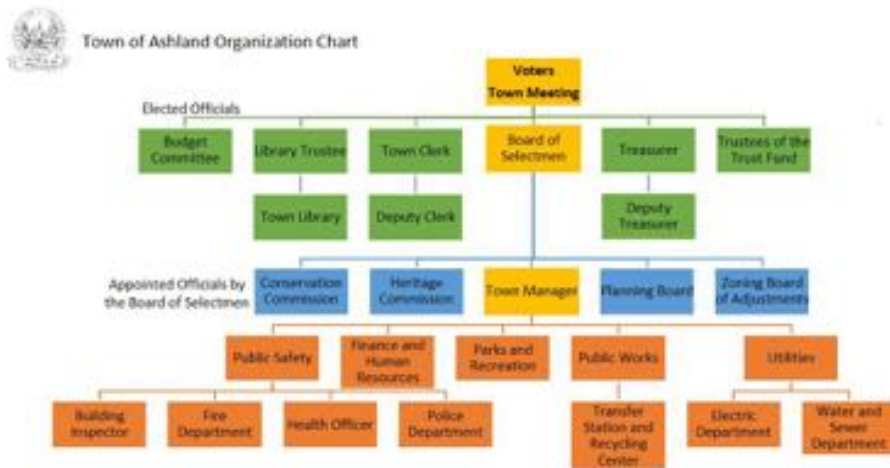 Town of Ashland Organization Chart
Voters
Town Meeting
Elected Officials
Budget
Committee
Library Trustee
Town Clerk
Board of
Selectmen
Treasurer
Trustees of the
Trust Fund
Town Library
Deputy Clerk
Deputy
Treasurer
Appointed Officials by
the Board of Selectmen
Conservation
Commission
Heritage
Commission
Town Manager
Planning Board
Zoning Board
of Adjustments
Public Safety
Finance and
Human
Resources
Parks and
Recreation
Public Works
Utilities
Building
Inspector
Fire
Department
Health Officer
Police
Department
Transfer
Station and
Recycling
Center
Electric
Department
Water and
Sewer
Department